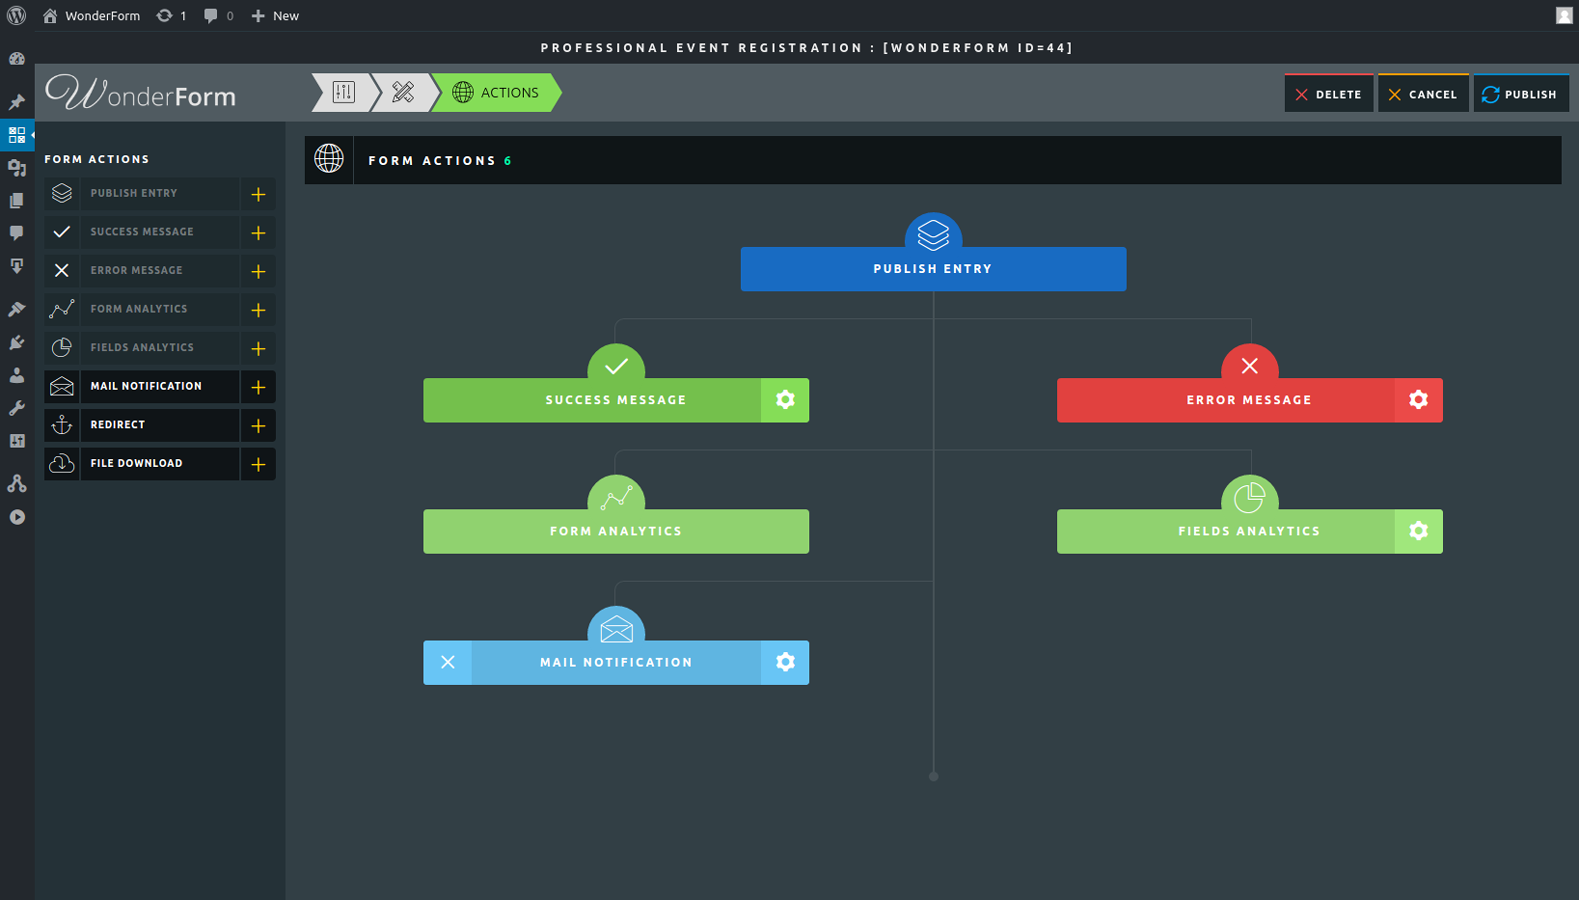 WonderForm 1 0 New
PROFESSIONAL EVENT REGISTRATION : [WONDERFORM ID=44]
WonderForm
ACTIONS
DELETE CANCEL PUBLISH
FORM ACTIONS
PUBLISH ENTRY
SUCCESS MESSAGE
ERROR MESSAGE
FORM ANALYTICS
FIELDS ANALYTICS
MAIL NOTIFICATION
REDIRECT
FILE DOWNLOAD
FORM ACTIONS 6
PUBLISH ENTRY
SUCCESS MESSAGE
ERROR MESSAGE
FORM ANALYTICS
FIELDS ANALYTICS
MAIL NOTIFICATION